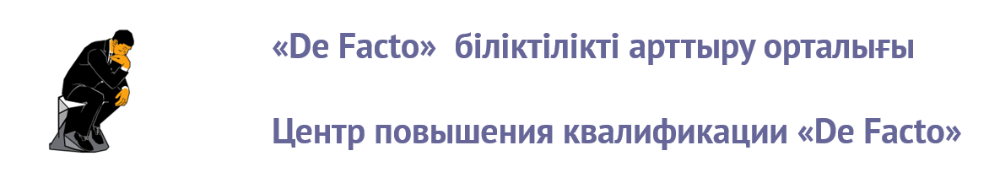 «De Facto» біліктілікті арттыру орталығы
Центр повышения квалификации «De Facto»